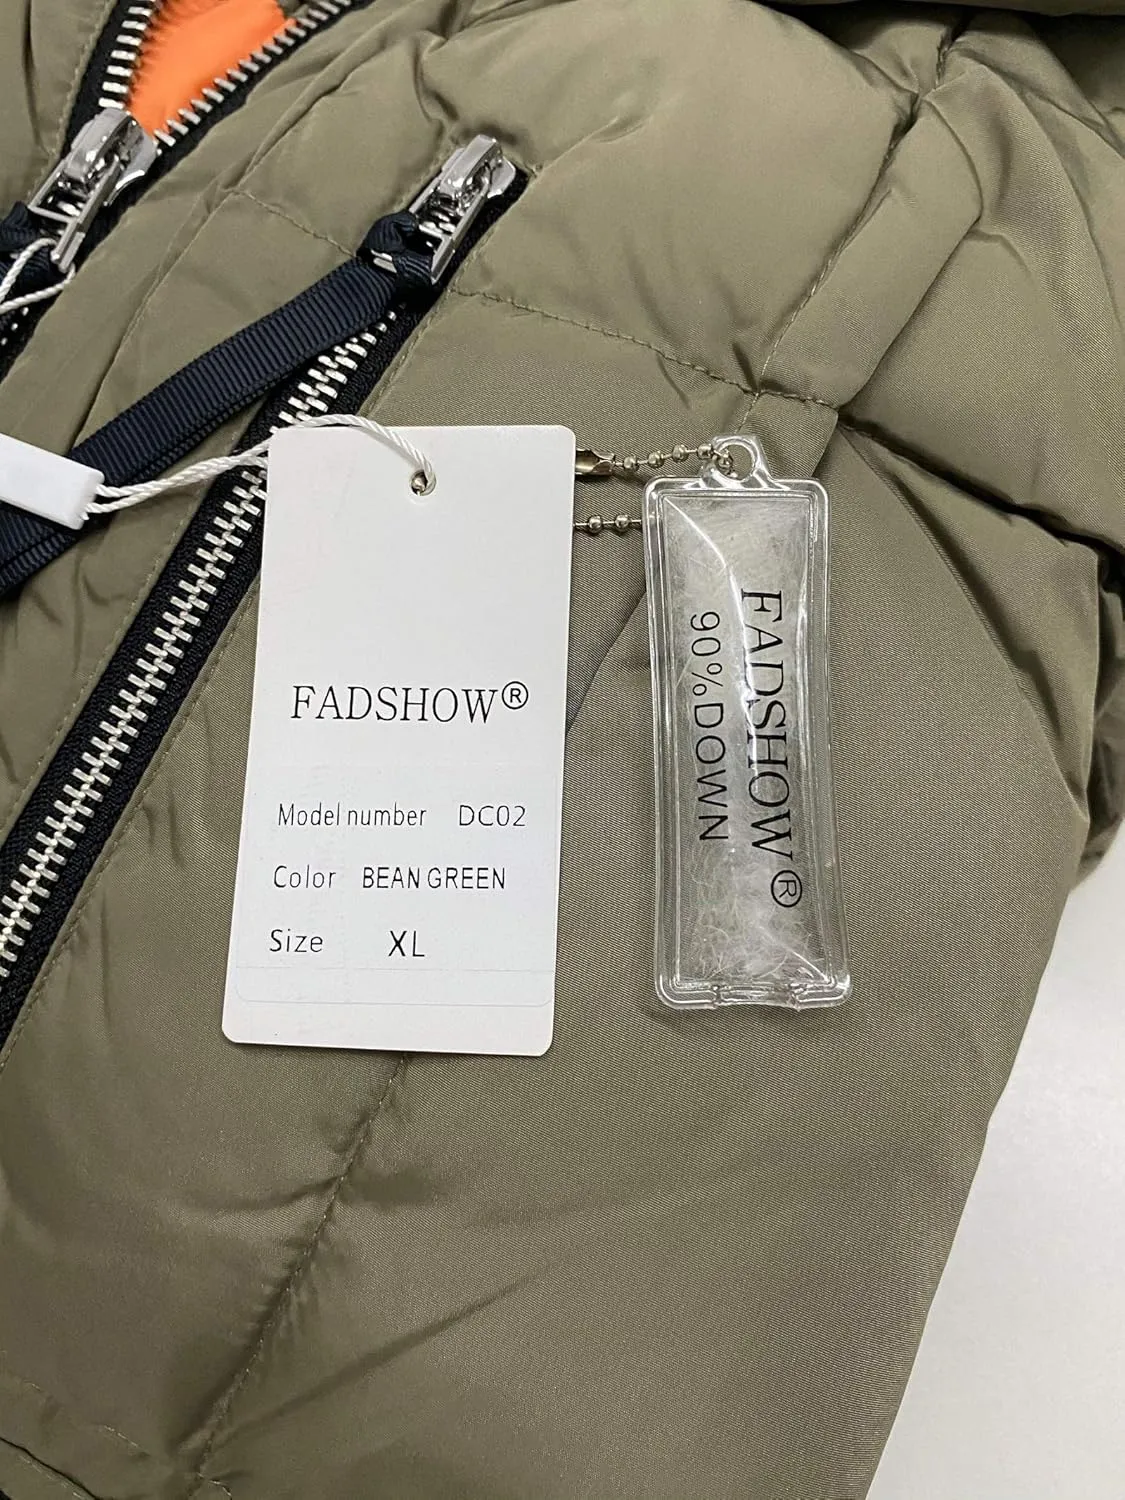 FADSHOW®
Model number DC02
Color BEAN GREEN
Size XL
FADSHOW®
90%DOWN